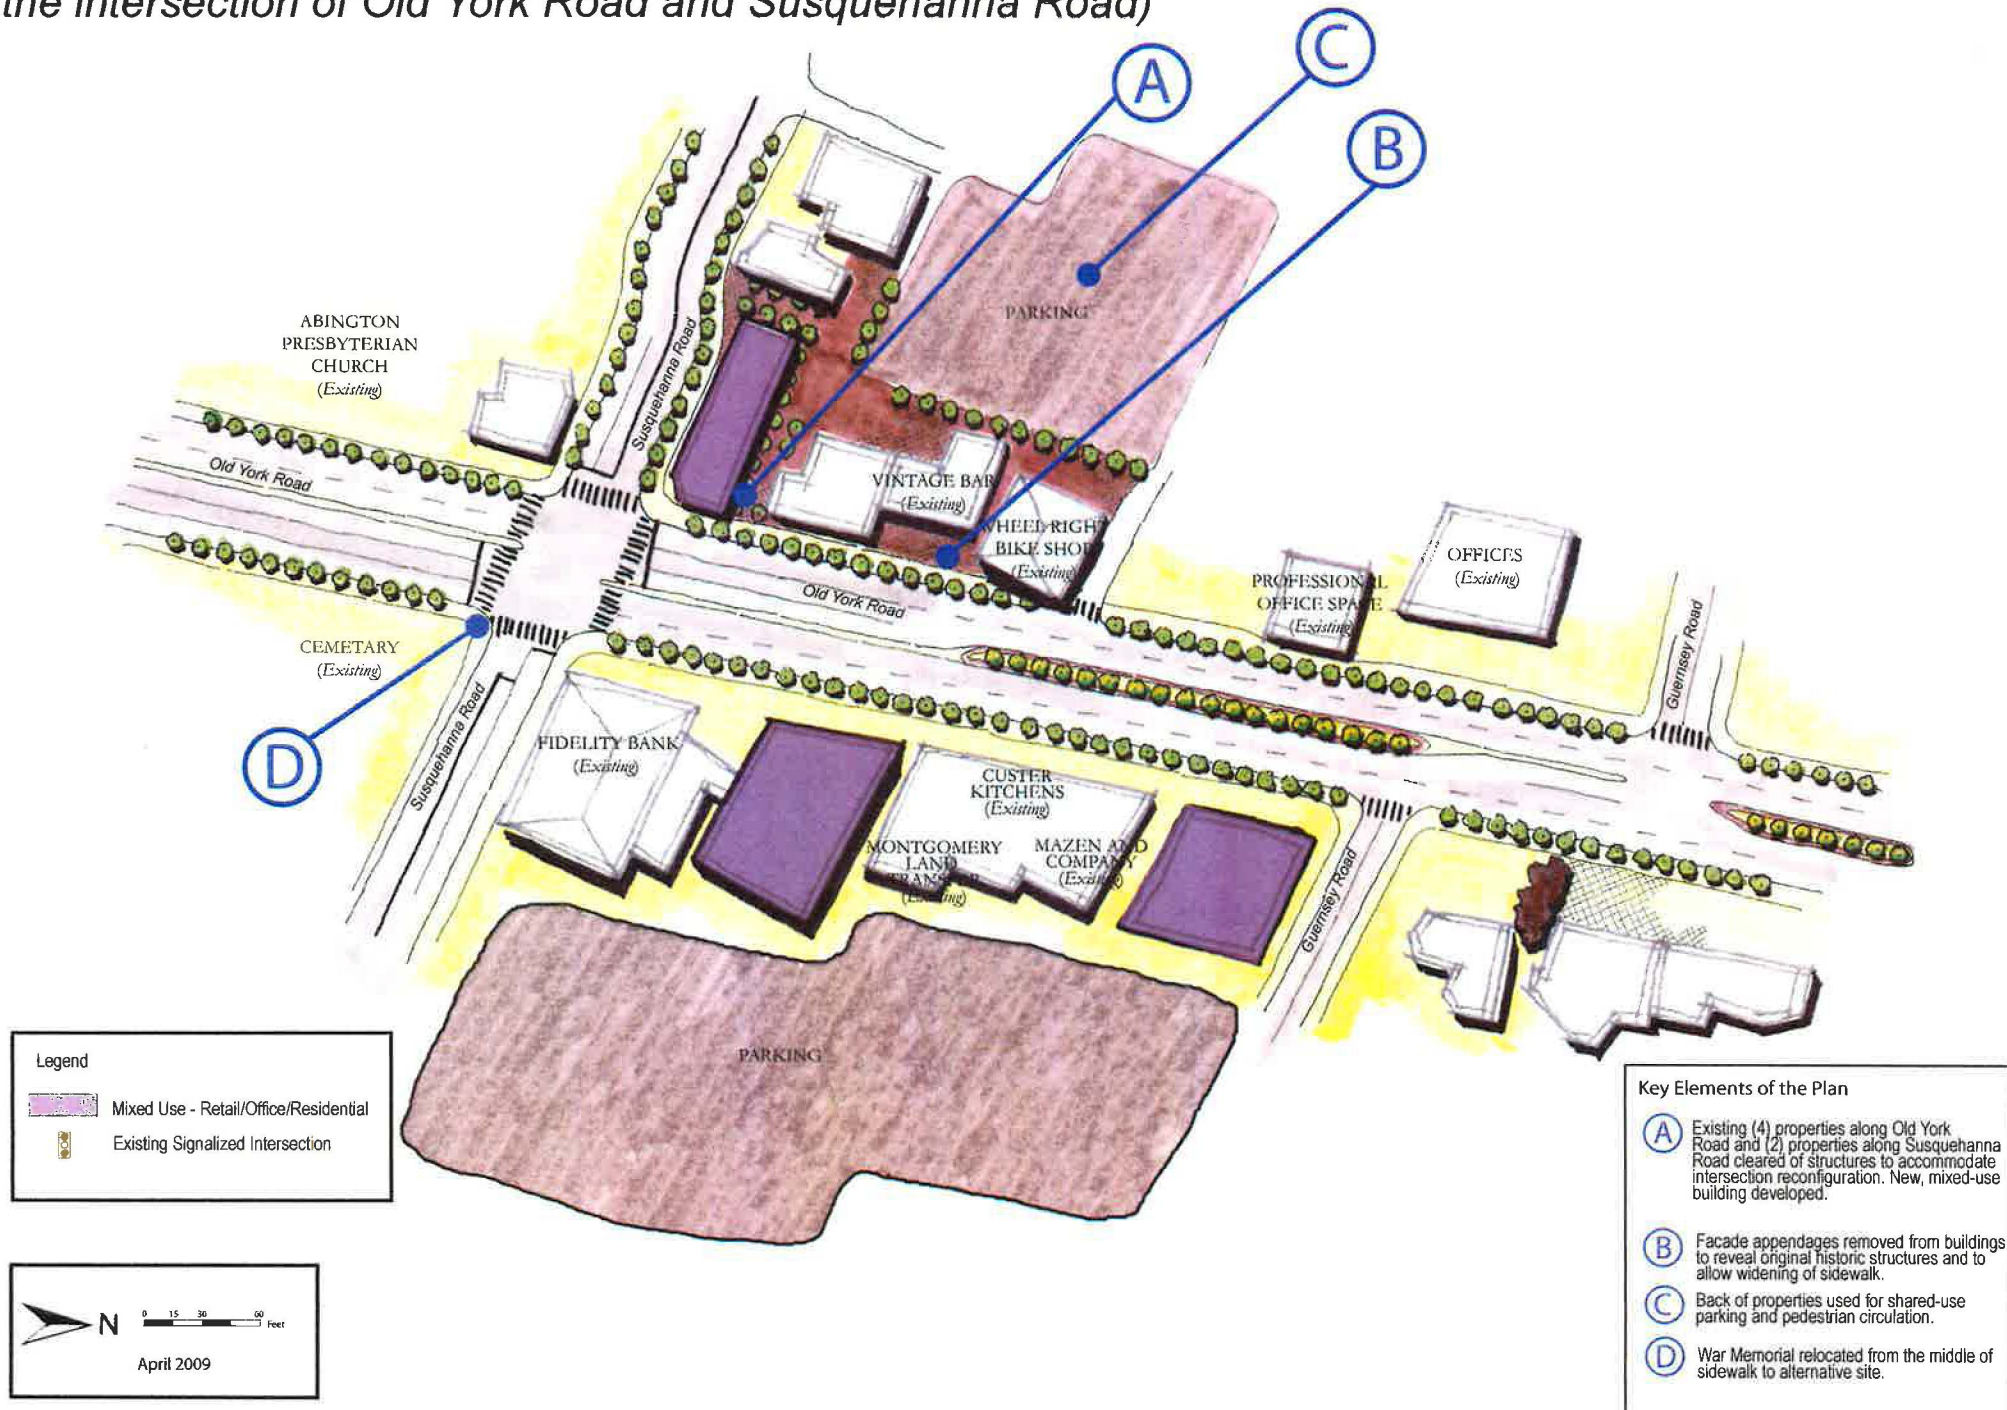 the intersection of Old York Road and Susquehanna Road)
A
C
B
ABINGTON
PRESBYTERIAN
CHURCH
(Existing)
Susquehanna Road
PARKING
Old York Road
VINTAGE BAR
(Existing)
WHEEL RIGHT
BIKE SHOP
(Existing)
OFFICES
(Existing)
PROFESSIONAL
OFFICE SPACE
(Existing)
Old York Road
Guernsey Road
CEMETARY
(Existing)
D
Susquehanna Road
FIDELITY BANK
(Existing)
CUSTER
KITCHENS
(Existing)
MONTGOMERY
LAND
TRANSFER
(Existing)
MAZEN AND
COMPANY
(Existing)
Guernsey Road
PARKING
Legend
Mixed Use - Retail/Office/Residential
Existing Signalized Intersection
N
0 15 30 60
Feet
April 2009
Key Elements of the Plan
A
Existing (4) properties along Old York
Road and (2) properties along Susquehanna
Road cleared of structures to accommodate
intersection reconfiguration. New, mixed-use
building developed.
B
Facade appendages removed from buildings
to reveal original historic structures and to
allow widening of sidewalk.
C
Back of properties used for shared-use
parking and pedestrian circulation.
D
War Memorial relocated from the middle of
sidewalk to alternative site.